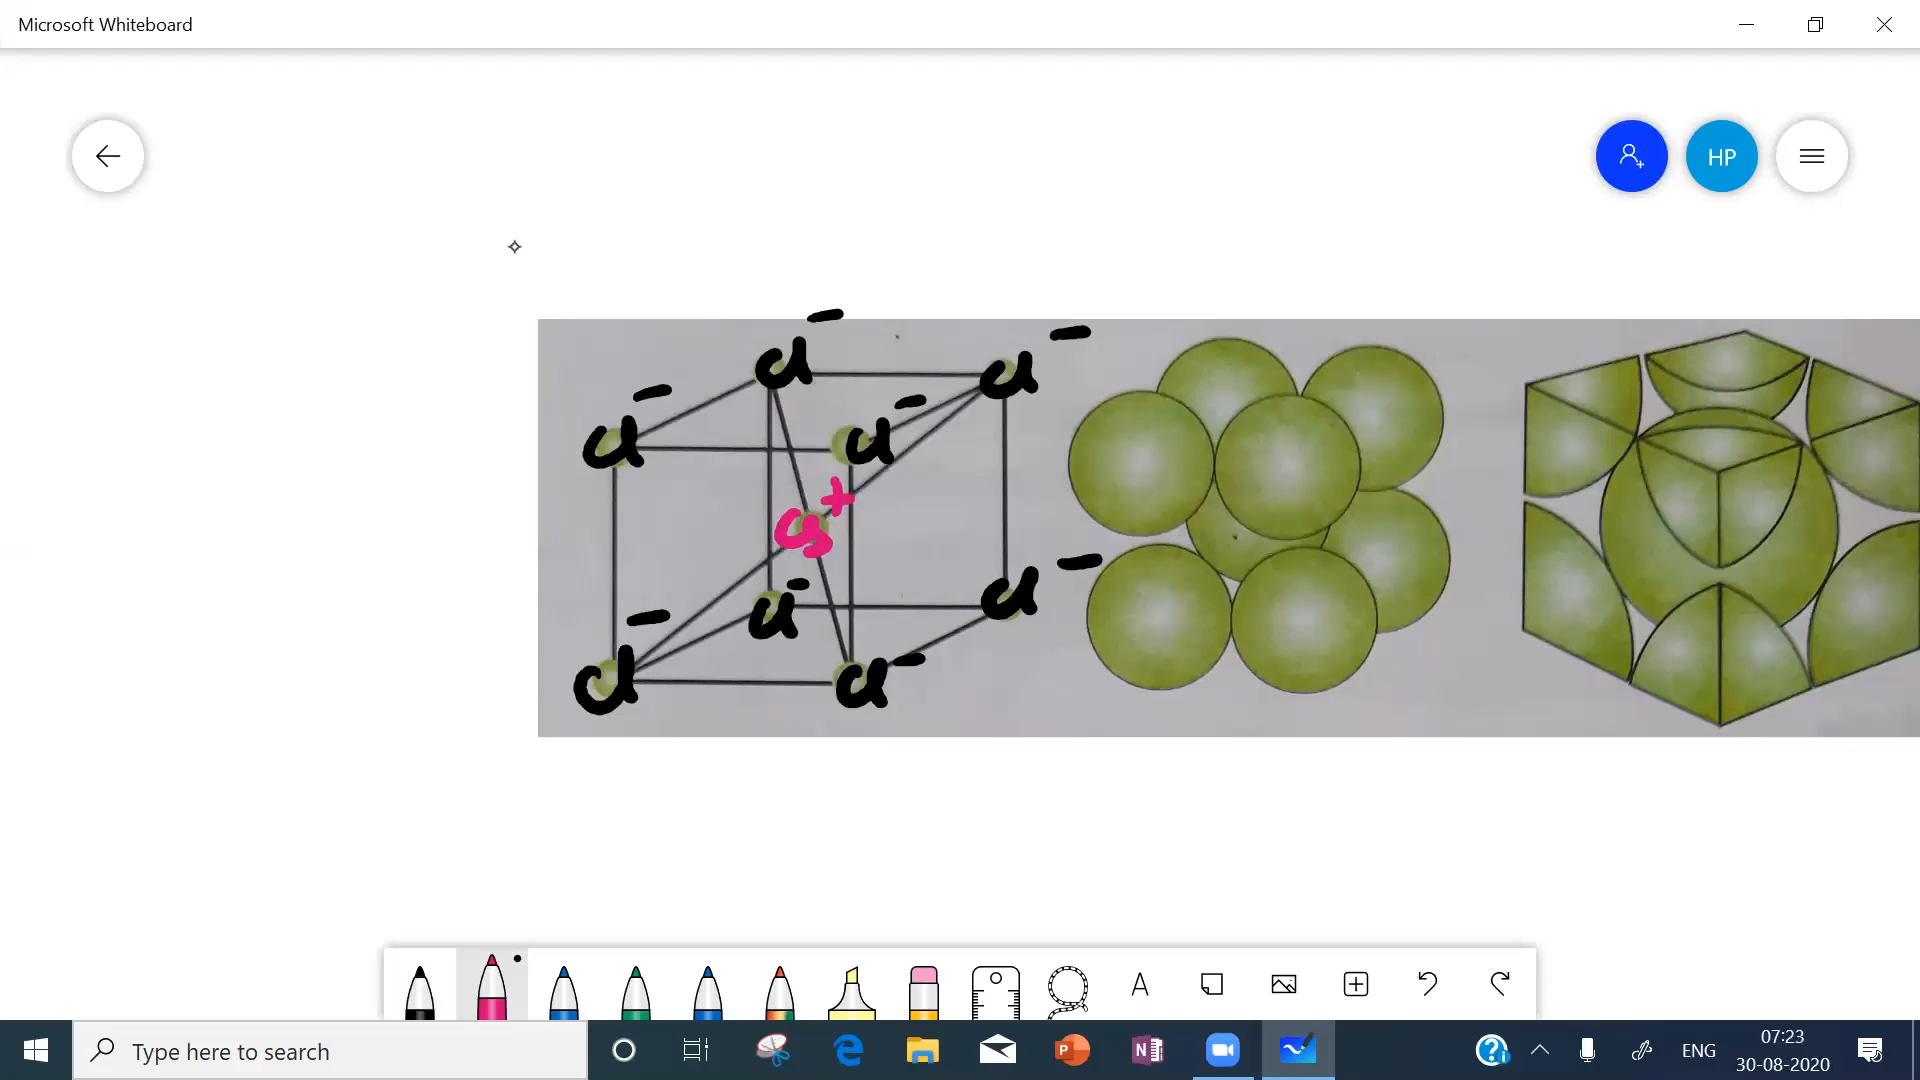 Microsoft Whiteboard
HP
Cl⁻
Cl⁻
Cl⁻
Cl⁻
Cs⁺
Cl⁻
Cl⁻
Cl⁻
Cl⁻
A
Type here to search
ENG
07:23
30-08-2020